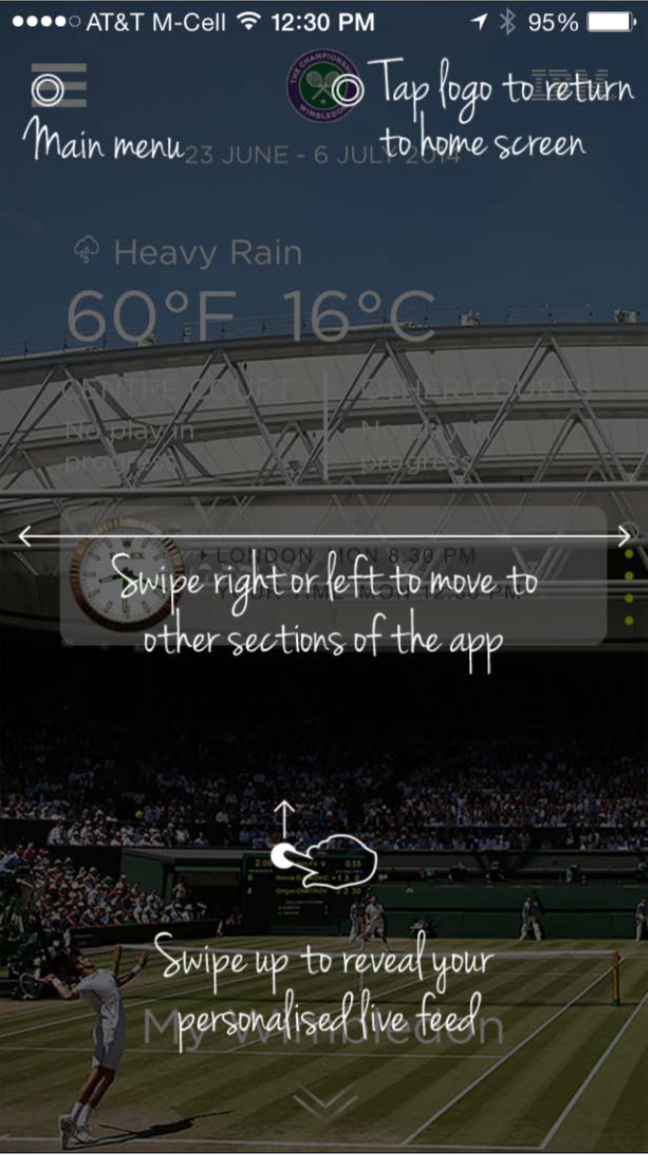 AT&T M-Cell 12:30 PM 95%
THE CHAMPIONSHIPS WIMBLEDON
Tap logo to return
IBM
Main menu
to home screen
23 JUNE - 6 JULY 2014
Heavy Rain
60°F 16°C
CENTRE COURT OTHER COURTS
No play in No play in
progress progress
LONDON MON 8:30 PM
Swipe right or left to move to
YOUR TIME MON 12:30 PM
other sections of the app
Swipe up to reveal your
personalised live feed
My Wimbledon